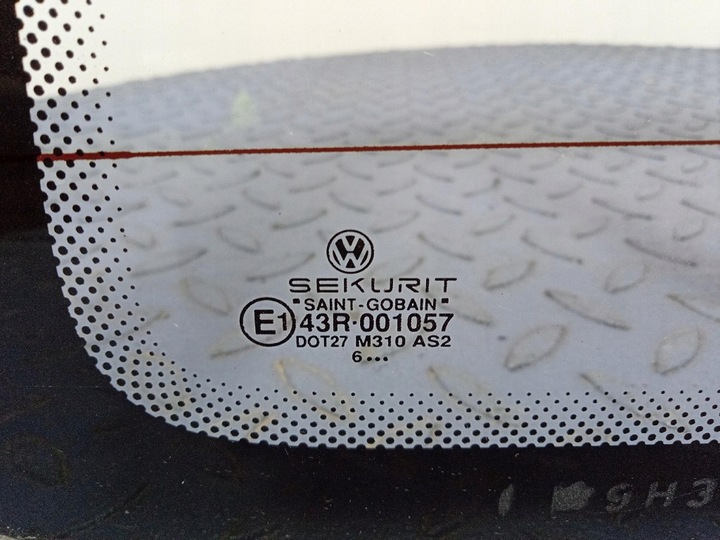 SEKURIT
"SAINT-GOBAIN"
E1 43R·001057
DOT27 M310 AS2
6...